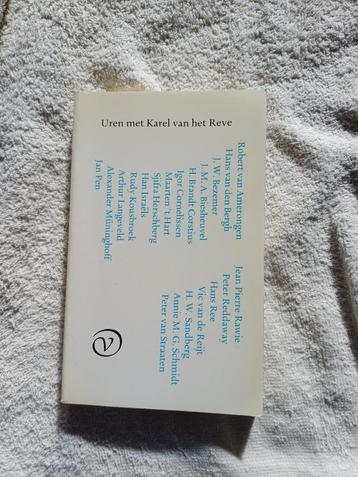 Uren met Karel van het Reve
Robert van Amerongen
Hans van den Bergh
J. W. Bezemer
J. M. A. Biesheuvel
H. Brandt Corstius
Igor Cornelissen
Maarten 't Hart
Sjifra Herschberg
Han Israëls
Rudy Kousbroek
Arthur Langeveld
Alexander Münninghoff
Jan Pen
Jean Pierre Rawie
Peter Reddaway
Hans Ree
Vic van de Reijt
H. W. Sandberg
Annie M. G. Schmidt
Peter van Straaten
V